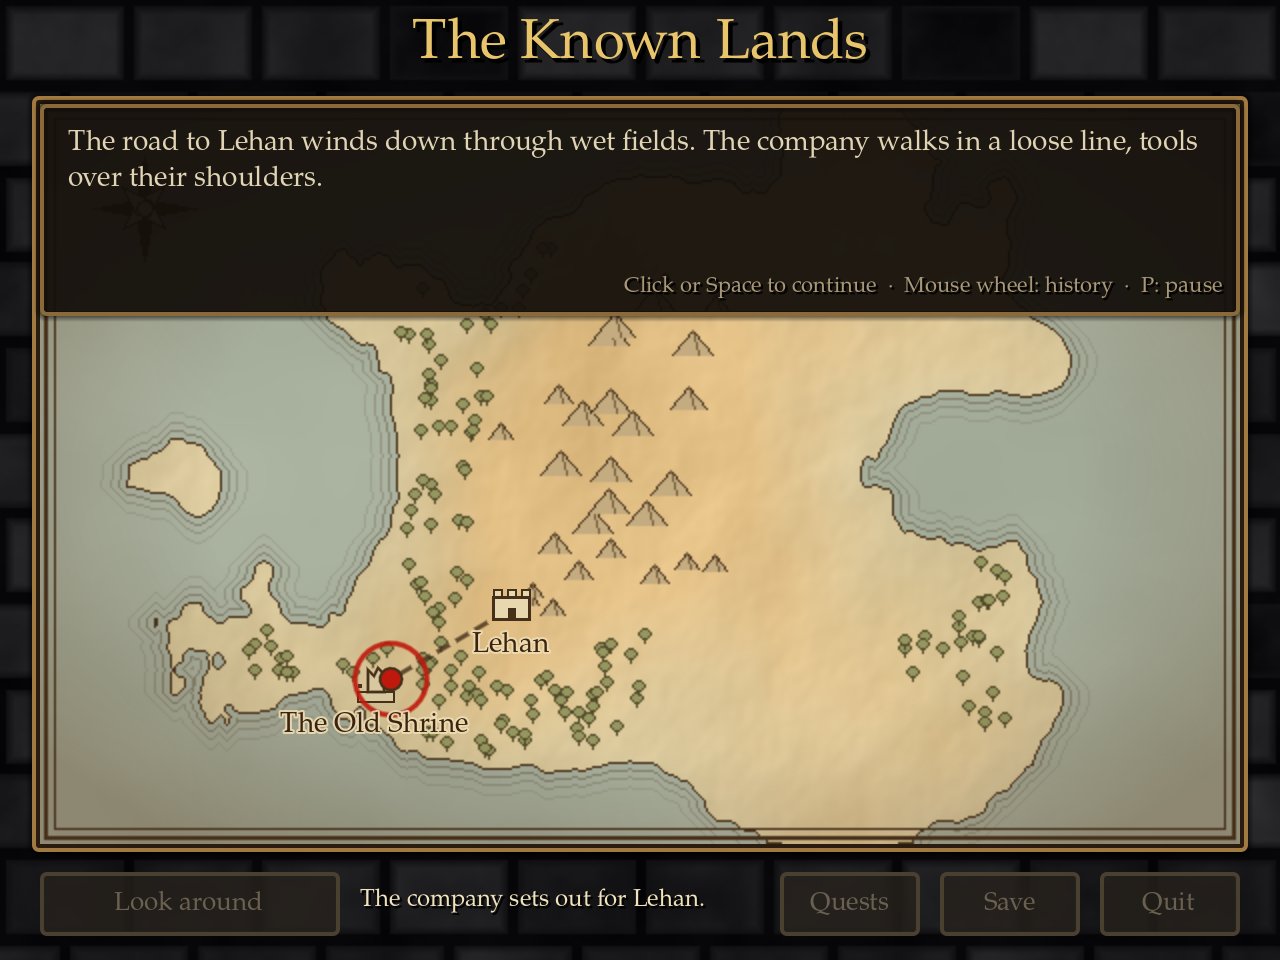 The Known Lands
The road to Lehan winds down through wet fields. The company walks in a loose line, tools
over their shoulders.
Click or Space to continue · Mouse wheel: history · P: pause
Lehan
The Old Shrine
Look around
The company sets out for Lehan.
Quests
Save
Quit